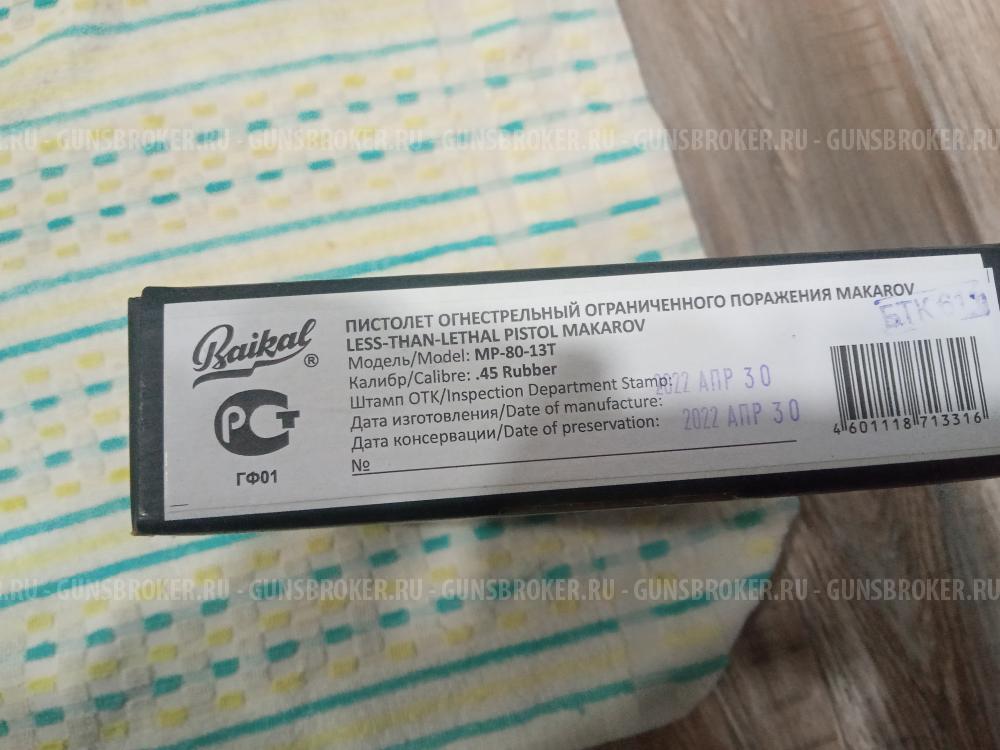 .RU - GUNSBROKER.RU - GUNSBROKER.RU - GUNSBROKER.RU - GUNSBROKER.RU - GUNSBROKER.RU
Baikal ®
РСТ
ГФ01
ПИСТОЛЕТ ОГНЕСТРЕЛЬНЫЙ ОГРАНИЧЕННОГО ПОРАЖЕНИЯ MAKAROV
LESS-THAN-LETHAL PISTOL MAKAROV
Модель/Model: MP-80-13T
Калибр/Calibre: .45 Rubber
Штамп ОТК/Inspection Department Stamp:
Дата изготовления/Date of manufacture: 2022 АПР 30
Дата консервации/Date of preservation: 2022 АПР 30
№
БТК
4 601118 713316
.RU - GUNSBROKER.RU - GUNSBROKER.RU - GUNSBROKER.RU - GUNSBROKER.RU - GUNSBROKER.RU